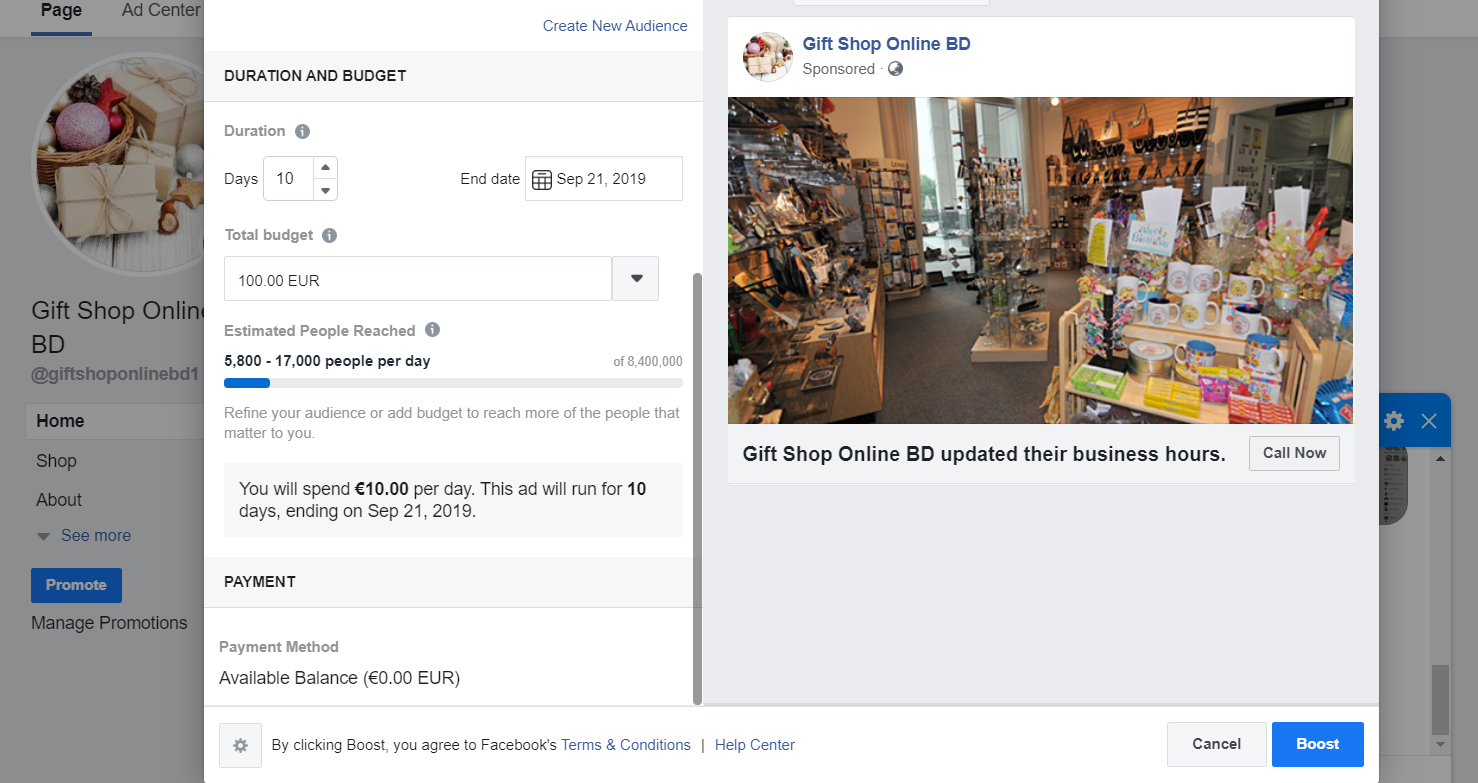 Page
Ad Center
Gift Shop Online
BD
@giftshoponlinebd1
Home
Shop
About
See more
Promote
Manage Promotions
Create New Audience
DURATION AND BUDGET
Duration
Days
10
End date
Sep 21, 2019
Total budget
100.00 EUR
Estimated People Reached
5,800 - 17,000 people per day
of 8,400,000
Refine your audience or add budget to reach more of the people that
matter to you.
You will spend €10.00 per day. This ad will run for 10
days, ending on Sep 21, 2019.
PAYMENT
Payment Method
Available Balance (€0.00 EUR)
Gift Shop Online BD
Sponsored ·
Gift Shop Online BD updated their business hours.
Call Now
By clicking Boost, you agree to Facebook's Terms & Conditions | Help Center
Cancel
Boost